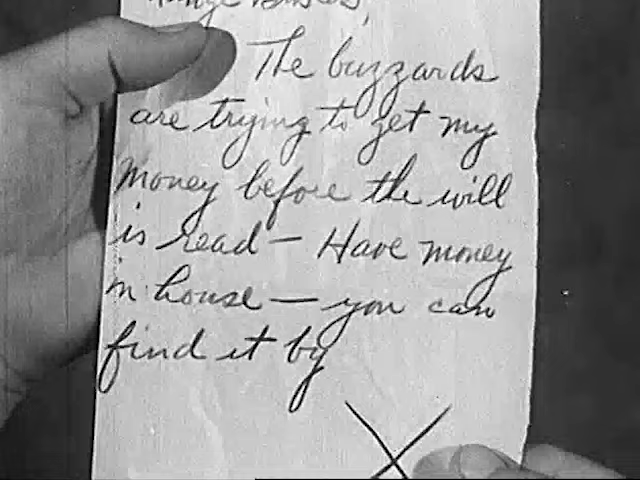 The buzzards
are trying to get my
money before the will
is read — Have money
in house — you can
find it by
X